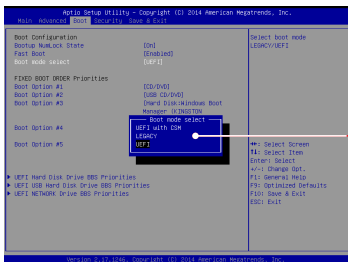 Aptio Setup Utility - Copyright (C) 2014 American Megatrends, Inc.
Main Advanced Boot Security Save & Exit
Boot Configuration
Bootup NumLock State [On]
Fast Boot [Enabled]
Boot mode select [UEFI]
FIXED BOOT ORDER Priorities
Boot Option #1 [CD/DVD]
Boot Option #2 [USB CD/DVD]
Boot Option #3 [Hard Disk:Windows Boot
Manager (KINGSTON
Boot Option #4
Boot Option #5
Boot mode select
UEFI with CSM
LEGACY
UEFI
UEFI Hard Disk Drive BBS Priorities
UEFI USB Hard Disk Drive BBS Priorities
UEFI NETWORK Drive BBS Priorities
Select boot mode
LEGACY/UEFI
→←: Select Screen
↑↓: Select Item
Enter: Select
+/-: Change Opt.
F1: General Help
F9: Optimized Defaults
F10: Save & Exit
ESC: Exit
Version 2.17.1246. Copyright (C) 2014 American Megatrends, Inc.